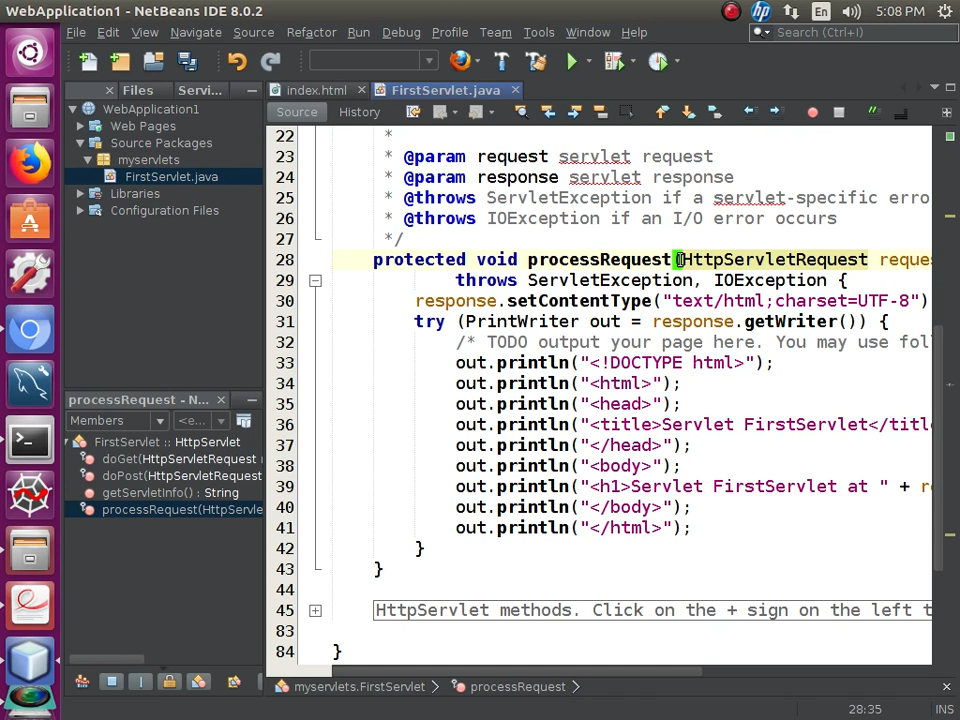 WebApplication1 - NetBeans IDE 8.0.2
hp
En
5:08 PM
File Edit View Navigate Source Refactor Run Debug Profile Team Tools Window Help
Search (Ctrl+I)
Files
Servi...
index.html
FirstServlet.java
Source
History
WebApplication1
Web Pages
Source Packages
myservlets
FirstServlet.java
Libraries
Configuration Files
processRequest - N...
Members
<e...
FirstServlet :: HttpServlet
doGet(HttpServletRequest
doPost(HttpServletRequest
getServletInfo() : String
processRequest(HttpServle
22 *
23 * @param request servlet request
24 * @param response servlet response
25 * @throws ServletException if a servlet-specific erro
26 * @throws IOException if an I/O error occurs
27 */
28 protected void processRequest(HttpServletRequest reques
29 throws ServletException, IOException {
30 response.setContentType("text/html;charset=UTF-8")
31 try (PrintWriter out = response.getWriter()) {
32 /* TODO output your page here. You may use fol
33 out.println("<!DOCTYPE html>");
34 out.println("<html>");
35 out.println("<head>");
36 out.println("<title>Servlet FirstServlet</titl
37 out.println("</head>");
38 out.println("<body>");
39 out.println("<h1>Servlet FirstServlet at " + r
40 out.println("</body>");
41 out.println("</html>");
42 }
43 }
44
45 HttpServlet methods. Click on the + sign on the left t
83
84 }
myservlets.FirstServlet
processRequest
28:35
INS